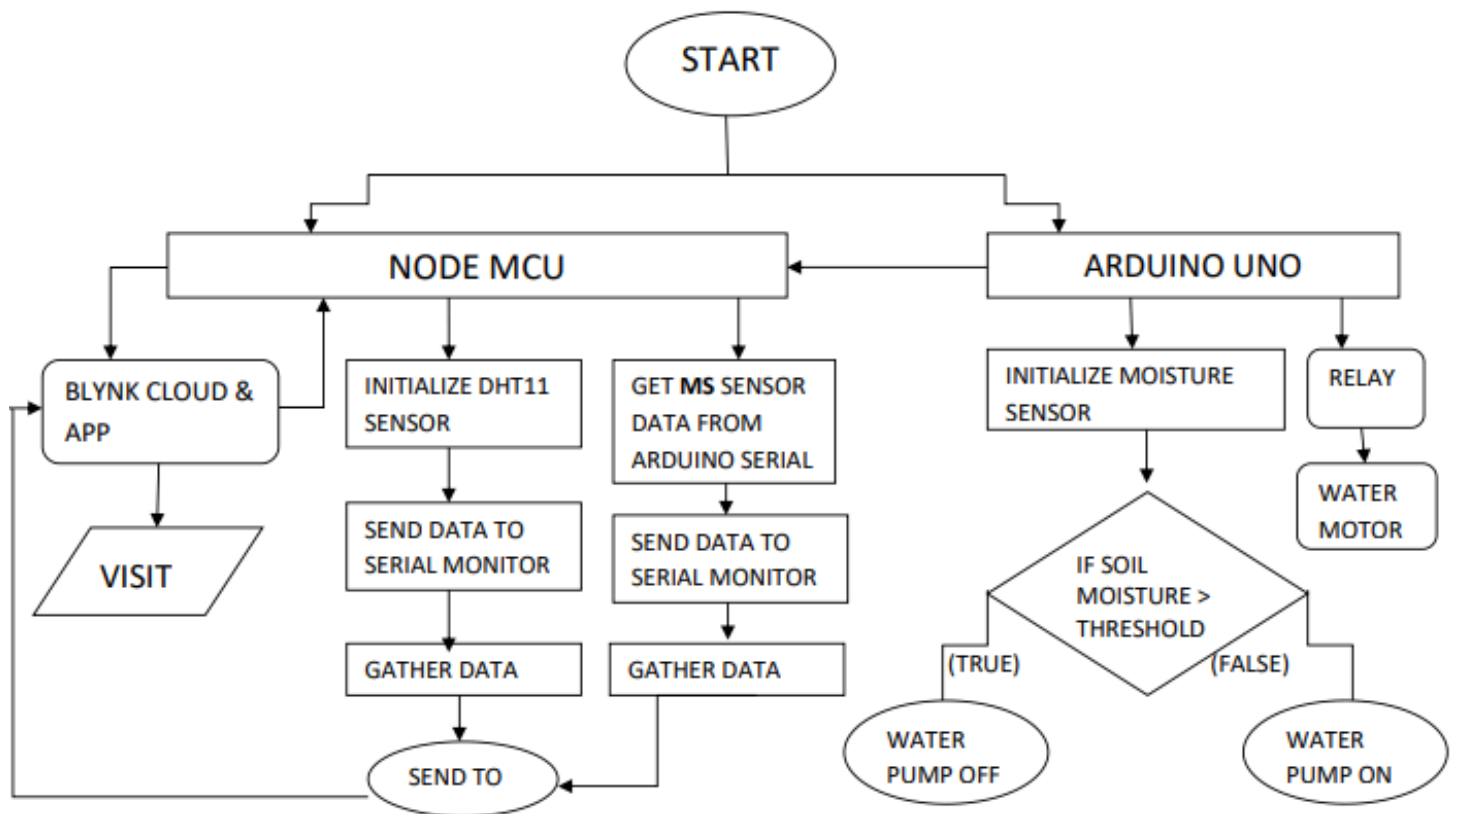 START
NODE MCU
ARDUINO UNO
BLYNK CLOUD &
APP
VISIT
INITIALIZE DHT11
SENSOR
SEND DATA TO
SERIAL MONITOR
GATHER DATA
SEND TO
GET MS SENSOR
DATA FROM
ARDUINO SERIAL
SEND DATA TO
SERIAL MONITOR
GATHER DATA
INITIALIZE MOISTURE
SENSOR
RELAY
WATER
MOTOR
IF SOIL
MOISTURE >
THRESHOLD
(TRUE)
(FALSE)
WATER
PUMP OFF
WATER
PUMP ON